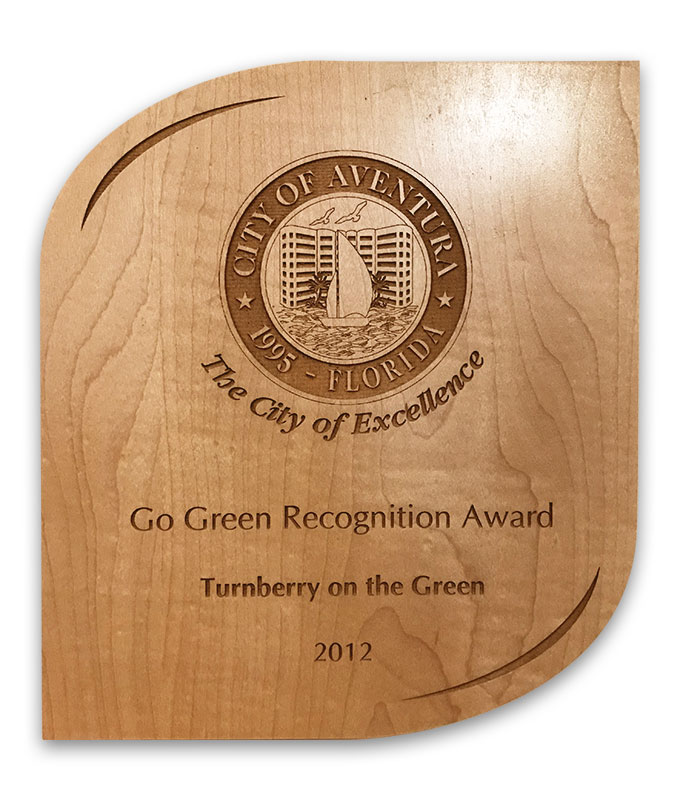 CITY OF AVENTURA
1995 - FLORIDA
The City of Excellence
Go Green Recognition Award
Turnberry on the Green
2012